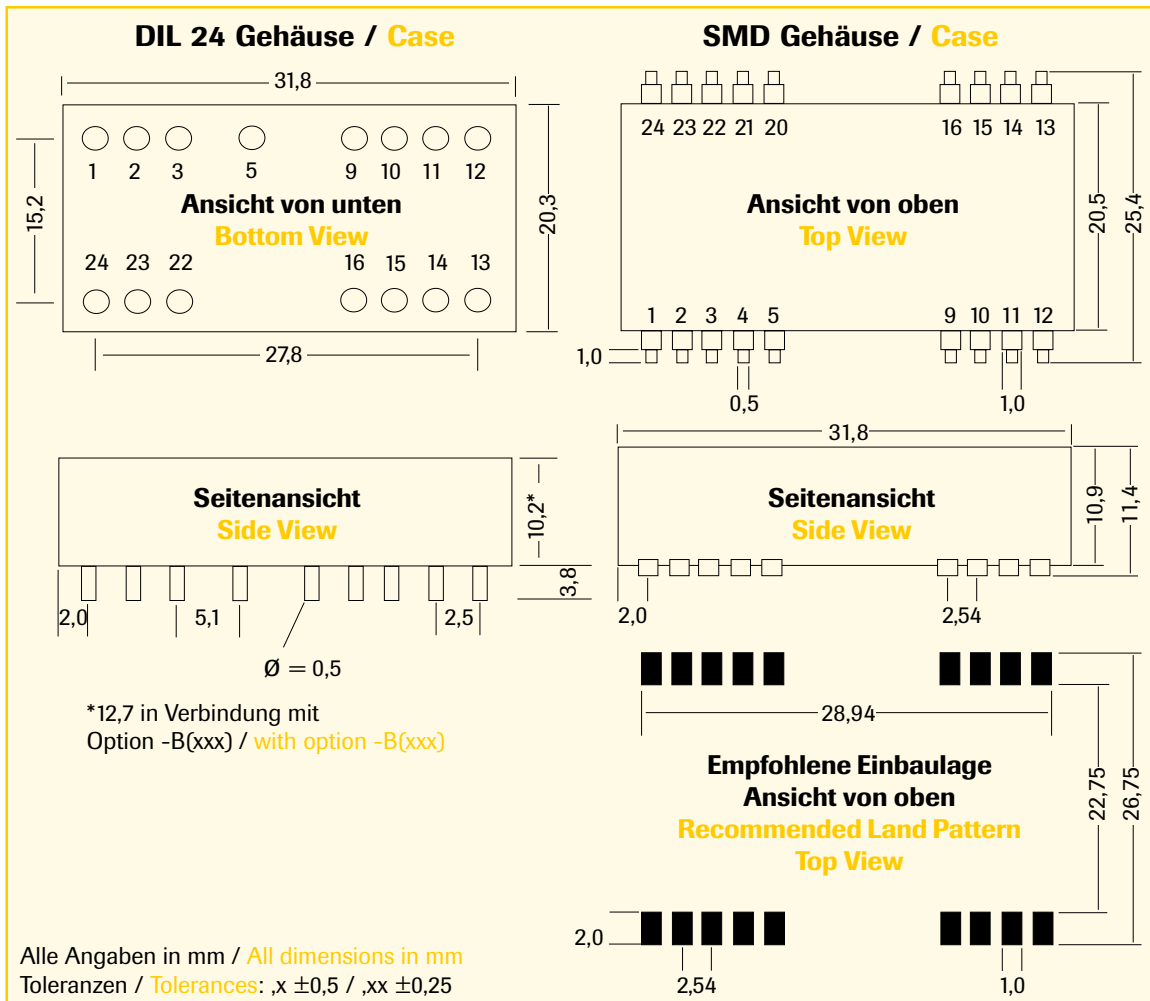 DIL 24 Gehäuse / Case
31,8
1 2 3 5 9 10 11 12
Ansicht von unten
Bottom View
15,2
20,3
24 23 22 16 15 14 13
27,8
Seitenansicht
Side View
10,2*
3,8
2,0
5,1
2,5
Ø = 0,5
*12,7 in Verbindung mit
Option -B(xxx) / with option -B(xxx)
SMD Gehäuse / Case
24 23 22 21 20 16 15 14 13
Ansicht von oben
Top View
20,5
25,4
1 2 3 4 5 9 10 11 12
1,0
0,5
1,0
31,8
Seitenansicht
Side View
10,9
11,4
2,0
2,54
28,94
Empfohlene Einbaulage
Ansicht von oben
Recommended Land Pattern
Top View
22,75
26,75
2,0
2,54
1,0
Alle Angaben in mm / All dimensions in mm
Toleranzen / Tolerances: ,x ±0,5 / ,xx ±0,25